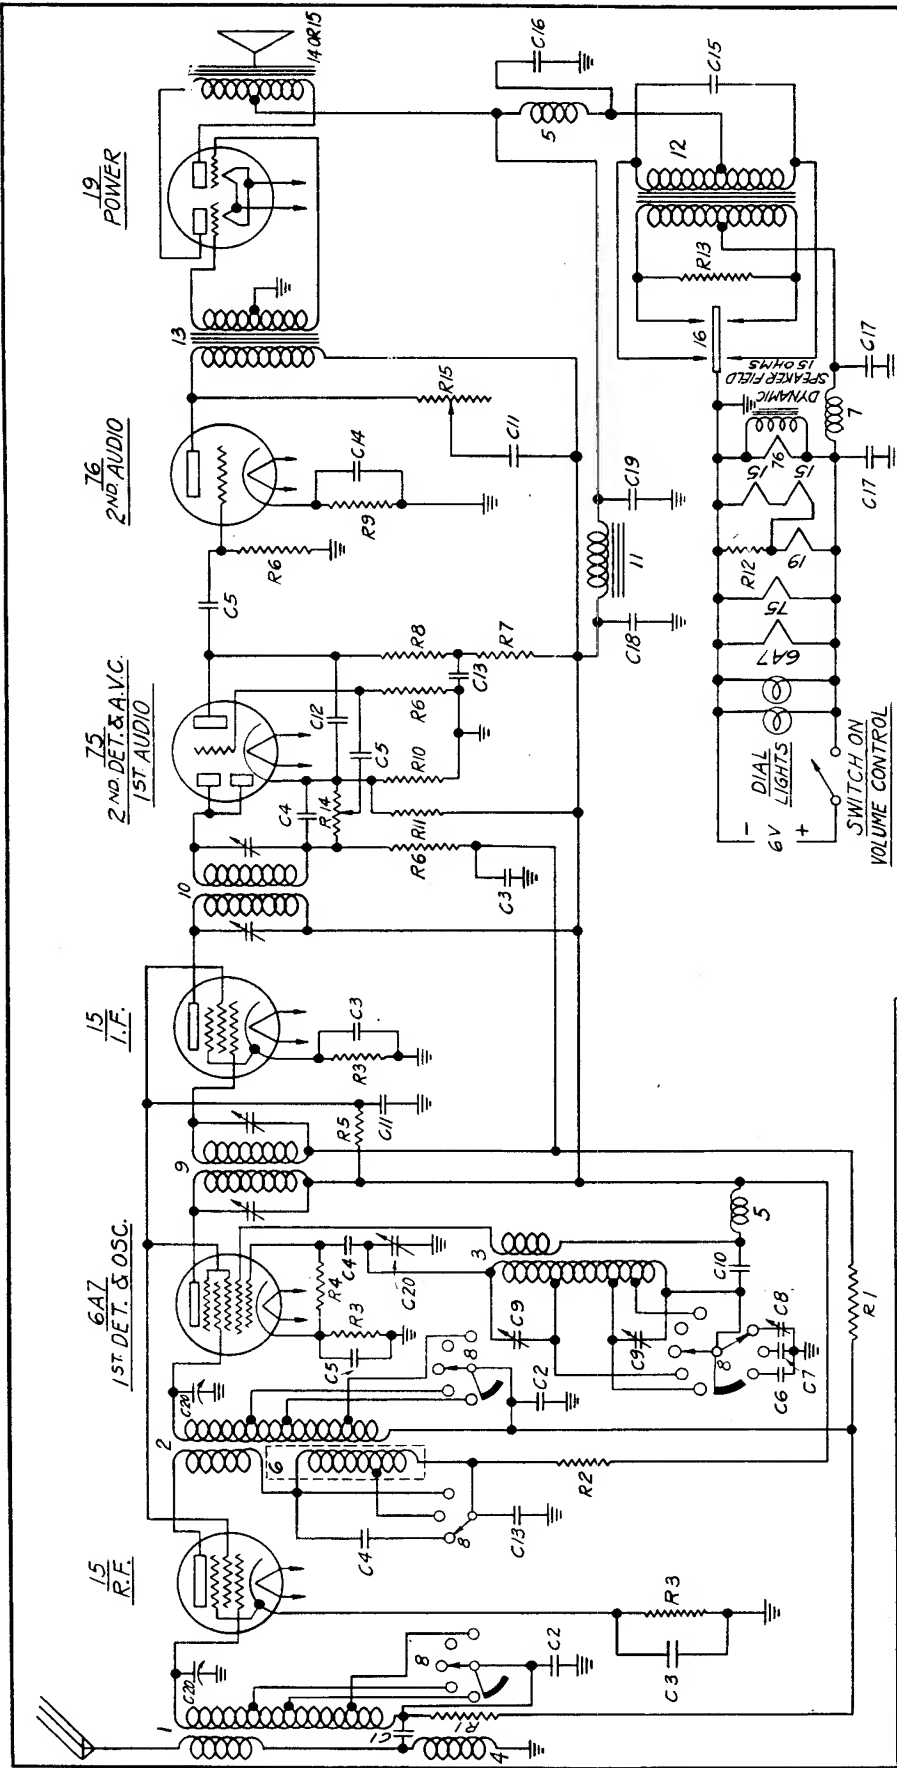 15
R.F.
6A7
1ST. DET. & OSC.
15
I.F.
75
2ND. DET. & A.V.C.
1ST. AUDIO
76
2ND. AUDIO
19
POWER
14 OR 15
1
C20
2
C20
9
10
13
6
R4
C4
C20
R3
C5
3
R5
C11
R3
C3
C4
R14
C5
C12
R6
R11
R10
R6
R8
C13
R7
C3
C5
R6
R9
C14
R15
C11
C1
R1
4
8
C2
C4
8
C13
R2
8
C2
C9
C9
8
C6
C7
C8
C10
5
C3
R3
R1
C18
11
C19
5
C16
12
C15
R13
16
DYNAMIC
SPEAKER FIELD
15 OHMS
7
C17
C17
76
15
15
R12
19
75
6A7
DIAL
LIGHTS
-
6V
+
SWITCH ON
VOLUME CONTROL